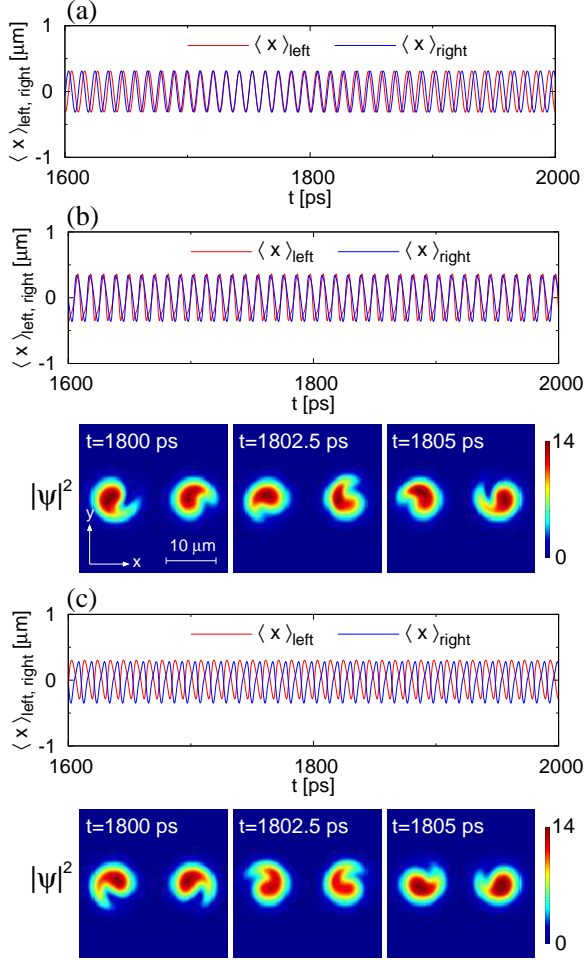 (a)
⟨ x ⟩left ⟨ x ⟩right
⟨ x ⟩left, right [μm]
1
0
-1
1600 1800 2000
t [ps]
(b)
⟨ x ⟩left ⟨ x ⟩right
⟨ x ⟩left, right [μm]
1
0
-1
1600 1800 2000
t [ps]
t=1800 ps t=1802.5 ps t=1805 ps
|ψ|²
y
x
10 μm
14
0
(c)
⟨ x ⟩left ⟨ x ⟩right
⟨ x ⟩left, right [μm]
1
0
-1
1600 1800 2000
t [ps]
t=1800 ps t=1802.5 ps t=1805 ps
|ψ|²
14
0